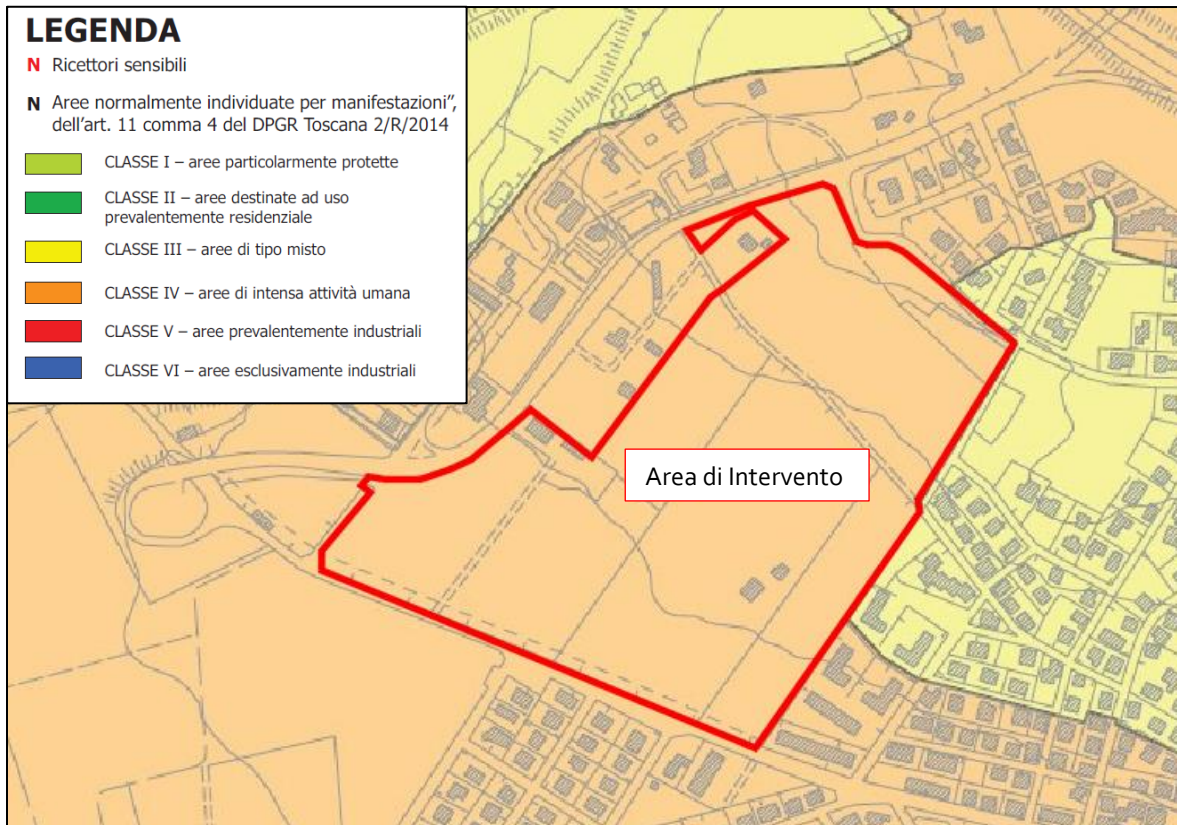 LEGENDA
N Ricettori sensibili
N Aree normalmente individuate per manifestazioni”,
dell’art. 11 comma 4 del DPGR Toscana 2/R/2014
CLASSE I – aree particolarmente protette
CLASSE II – aree destinate ad uso
prevalentemente residenziale
CLASSE III – aree di tipo misto
CLASSE IV – aree di intensa attività umana
CLASSE V – aree prevalentemente industriali
CLASSE VI – aree esclusivamente industriali
Area di Intervento